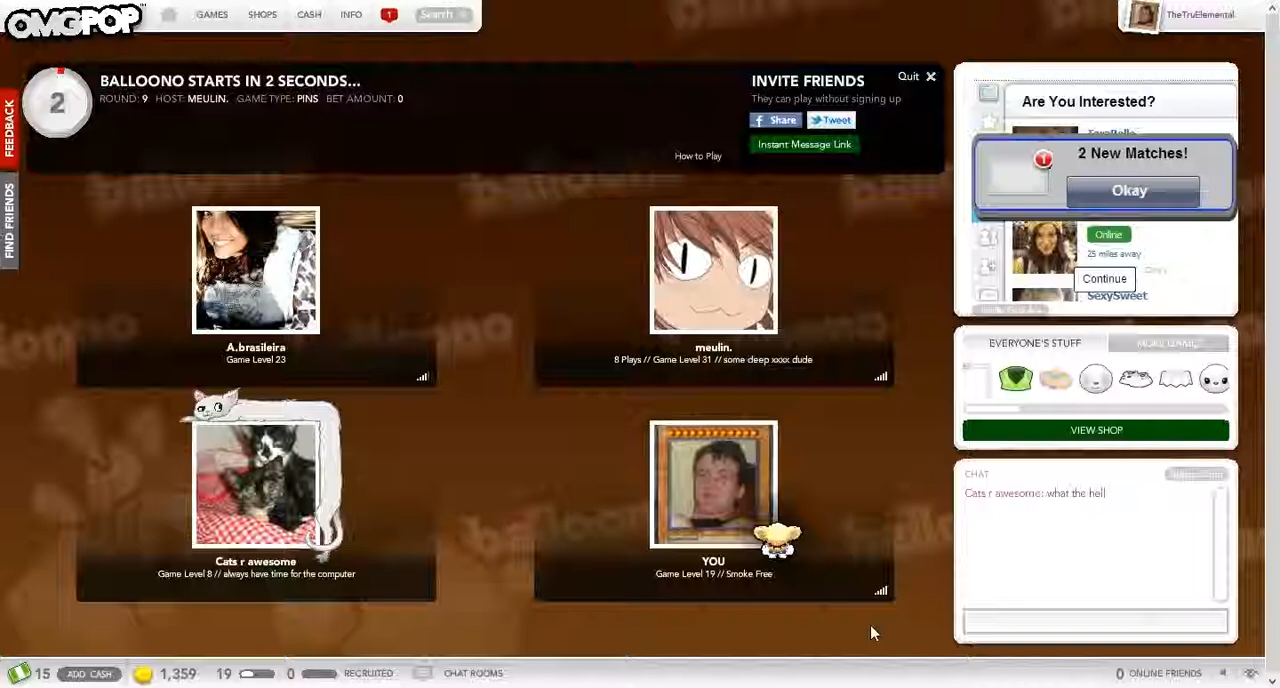 OMGPOP
GAMES SHOPS CASH INFO 1 Search
TheTruElemental
FEEDBACK
FIND FRIENDS
2
BALLOONO STARTS IN 2 SECONDS...
ROUND: 9 HOST: MEULIN. GAME TYPE: PINS BET AMOUNT: 0
How to Play
INVITE FRIENDS
They can play without signing up
Share Tweet
Instant Message Link
Quit X
A.brasileira
Game Level 23
meulin.
8 Plays // Game Level 31 // some deep xxxx dude
Cats r awesome
Game Level 8 // always have time for the computer
YOU
Game Level 19 // Smoke Free
Are You Interested?
1 2 New Matches!
Okay
Online
25 miles away
Continue
SexySweet
EVERYONE'S STUFF
VIEW SHOP
CHAT
Cats r awesome: what the hell
15 ADD CASH 1,359 19 0 RECRUITED CHAT ROOMS
0 ONLINE FRIENDS